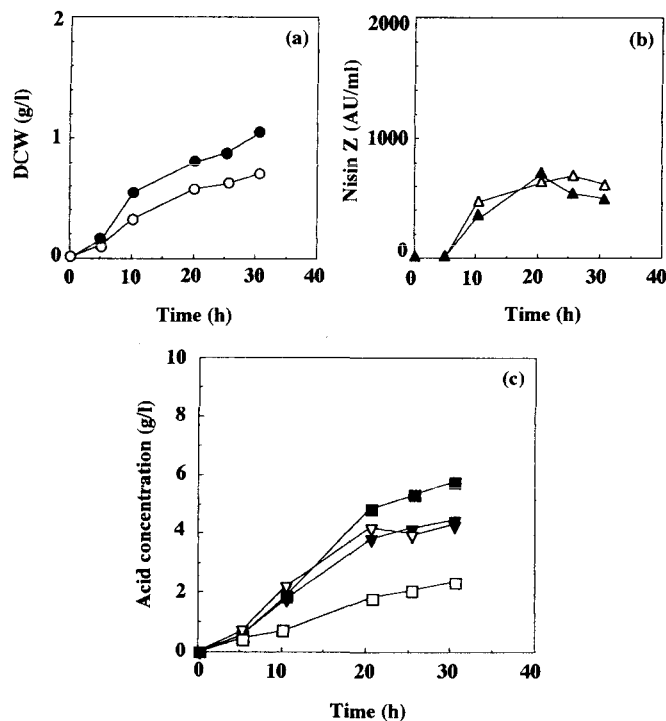 (a)
2
1
0
DCW (g/l)
0 10 20 30 40
Time (h)
(b)
2000
1000
0
Nisin Z (AU/ml)
0 10 20 30 40
Time (h)
(c)
10
8
6
4
2
0
Acid concentration (g/l)
0 10 20 30 40
Time (h)